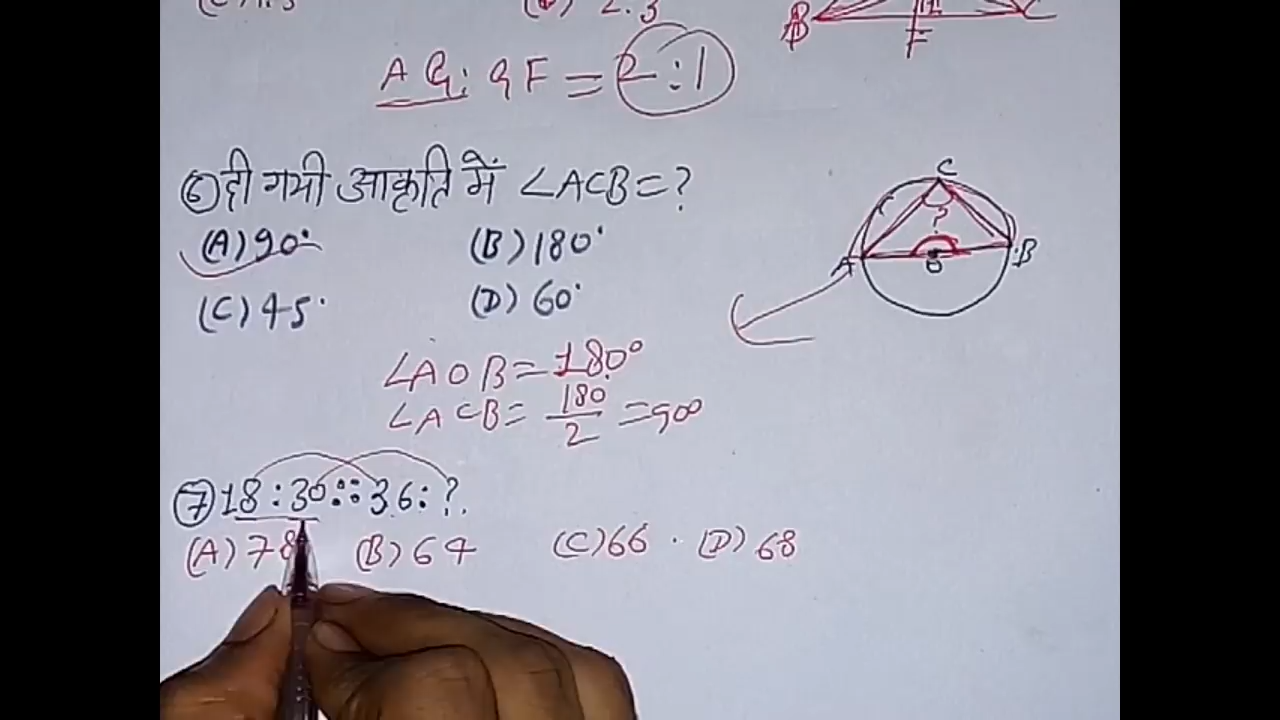 B F C
AG : GF = 2 : 1
⑥ दी गयी आकृति में ∠ACB = ?
(A) 90° (B) 180°
(C) 45° (D) 60°
C
?
A O B
∠AOB = 180°
∠ACB = 180/2 = 90°
⑦ 18 : 30 :: 36 : ?
(A) 78 (B) 64 (C) 66 (D) 68